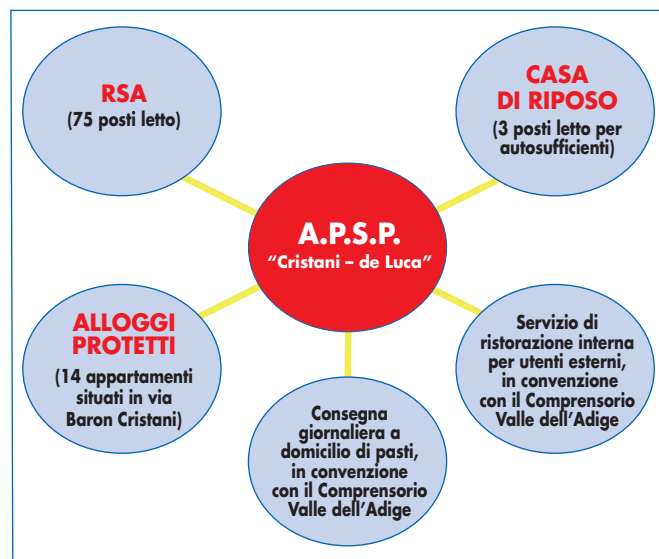 RSA
(75 posti letto)
CASA
DI RIPOSO
(3 posti letto per
autosufficienti)
A.P.S.P.
“Cristani – de Luca”
ALLOGGI
PROTETTI
(14 appartamenti
situati in via
Baron Cristani)
Consegna
giornaliera a
domicilio di pasti,
in convenzione
con il Comprensorio
Valle dell’Adige
Servizio di
ristorazione interna
per utenti esterni,
in convenzione
con il Comprensorio
Valle dell’Adige